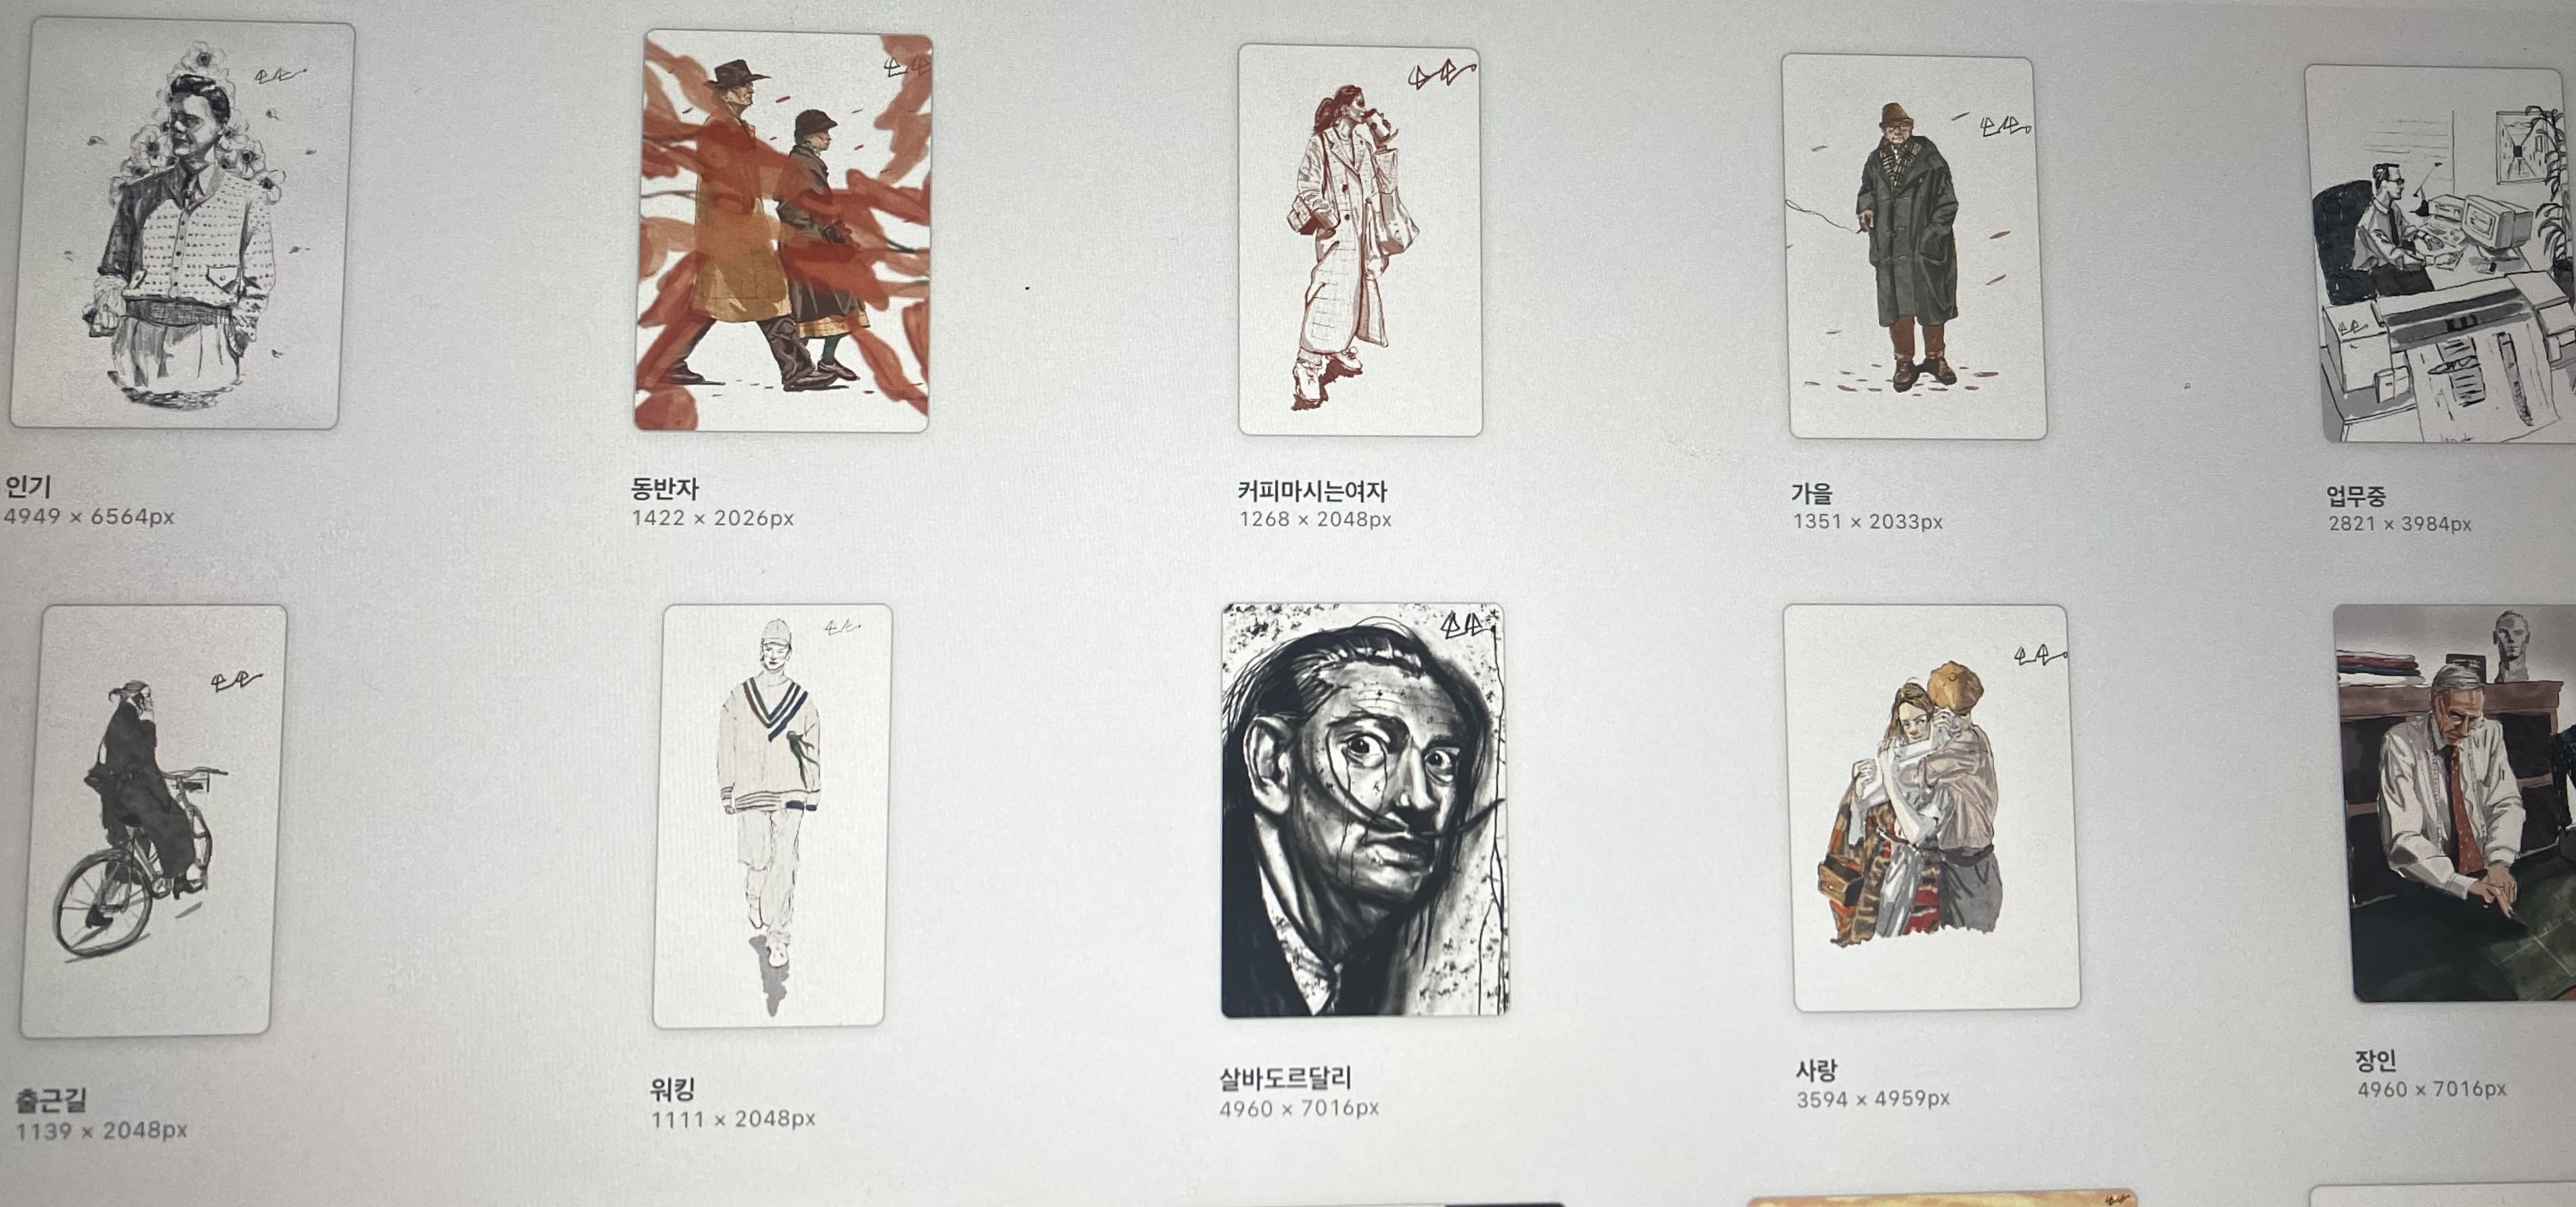 인기
4949 × 6564px
동반자
1422 × 2026px
커피마시는여자
1268 × 2048px
가을
1351 × 2033px
업무중
2821 × 3984px
출근길
1139 × 2048px
워킹
1111 × 2048px
살바도르달리
4960 × 7016px
사랑
3594 × 4959px
장인
4960 × 7016px